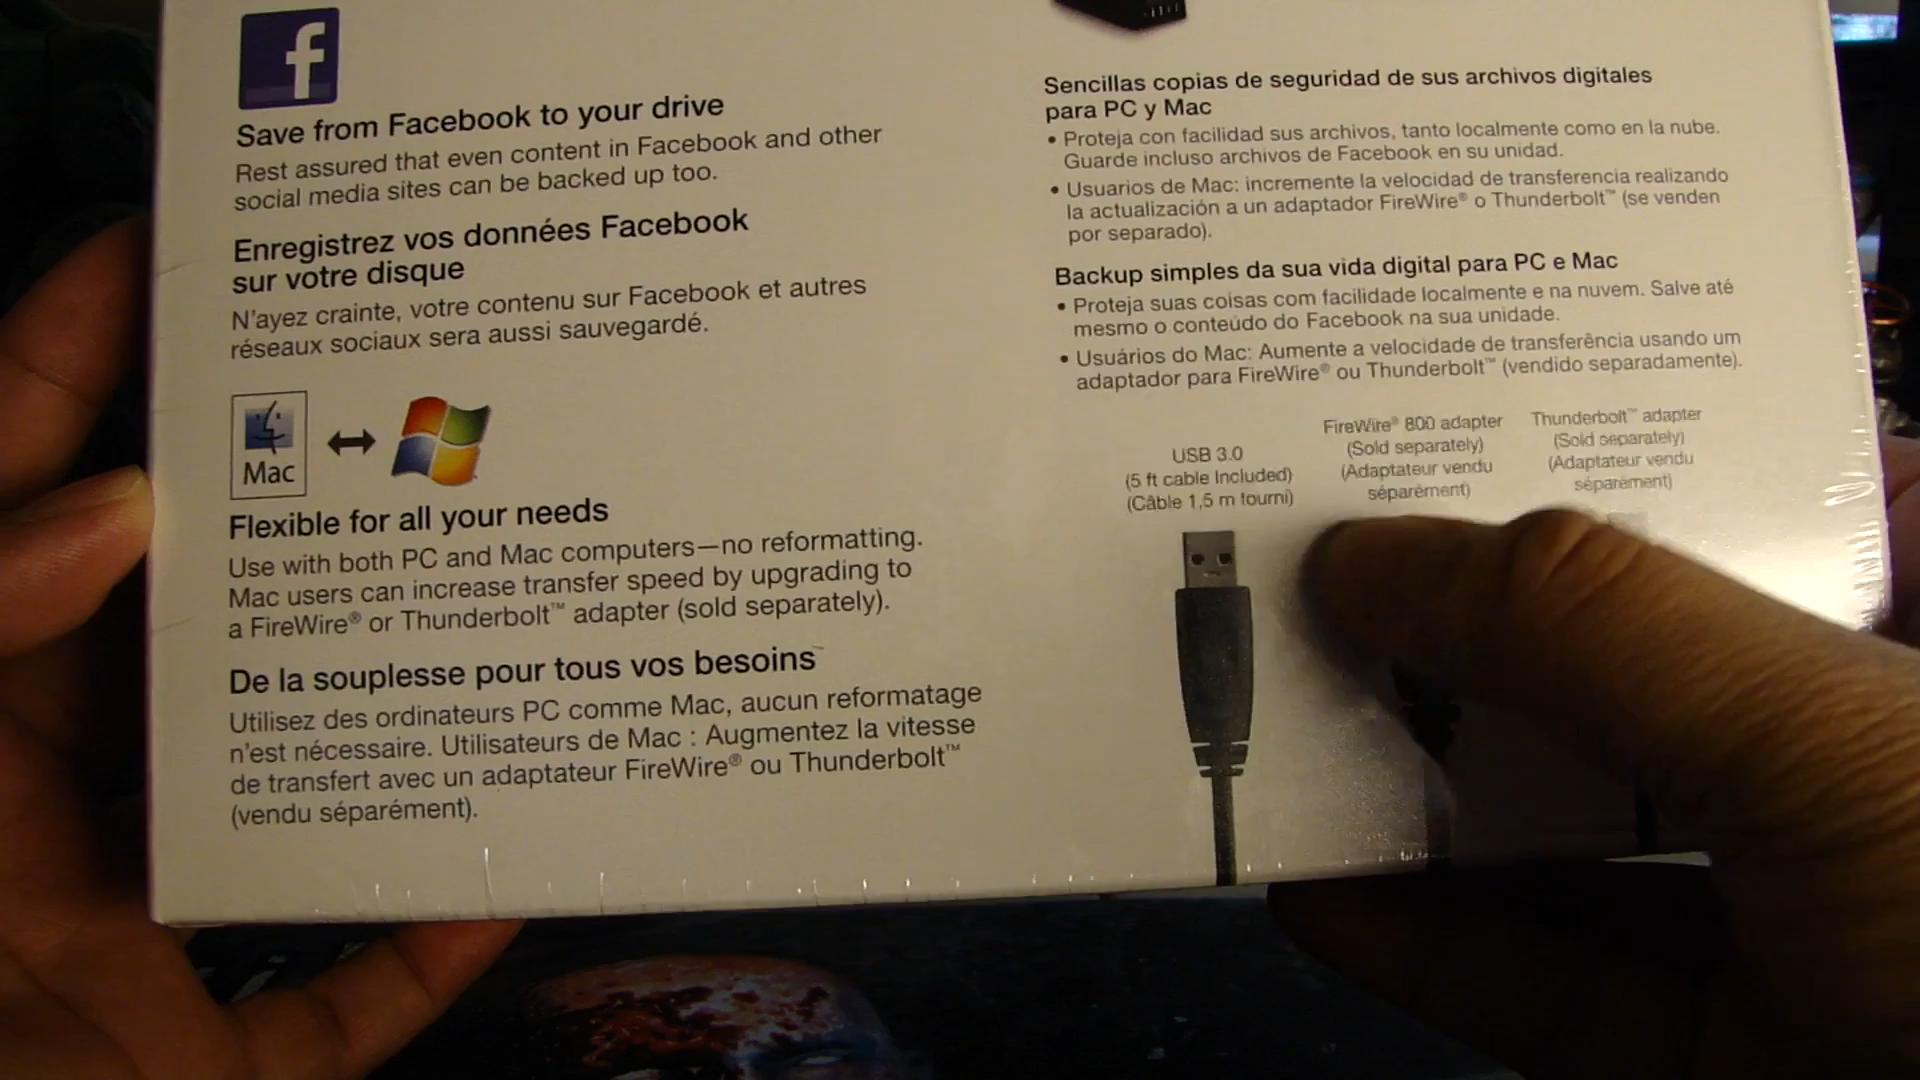 f
Save from Facebook to your drive
Rest assured that even content in Facebook and other
social media sites can be backed up too.
Enregistrez vos données Facebook
sur votre disque
N'ayez crainte, votre contenu sur Facebook et autres
réseaux sociaux sera aussi sauvegardé.
Mac
Flexible for all your needs
Use with both PC and Mac computers—no reformatting.
Mac users can increase transfer speed by upgrading to
a FireWire® or Thunderbolt™ adapter (sold separately).
De la souplesse pour tous vos besoins
Utilisez des ordinateurs PC comme Mac, aucun reformatage
n'est nécessaire. Utilisateurs de Mac : Augmentez la vitesse
de transfert avec un adaptateur FireWire® ou Thunderbolt™
(vendu séparément).
Sencillas copias de seguridad de sus archivos digitales
para PC y Mac
• Proteja con facilidad sus archivos, tanto localmente como en la nube.
Guarde incluso archivos de Facebook en su unidad.
• Usuarios de Mac: incremente la velocidad de transferencia realizando
la actualización a un adaptador FireWire® o Thunderbolt™ (se venden
por separado).
Backup simples da sua vida digital para PC e Mac
• Proteja suas coisas com facilidade localmente e na nuvem. Salve até
mesmo o conteúdo do Facebook na sua unidade.
• Usuários do Mac: Aumente a velocidade de transferência usando um
adaptador para FireWire® ou Thunderbolt™ (vendido separadamente).
USB 3.0
(5 ft cable Included)
(Câble 1,5 m fourni)
FireWire® 800 adapter
(Sold separately)
(Adaptateur vendu
séparément)
Thunderbolt™ adapter
(Sold separately)
(Adaptateur vendu
séparément)